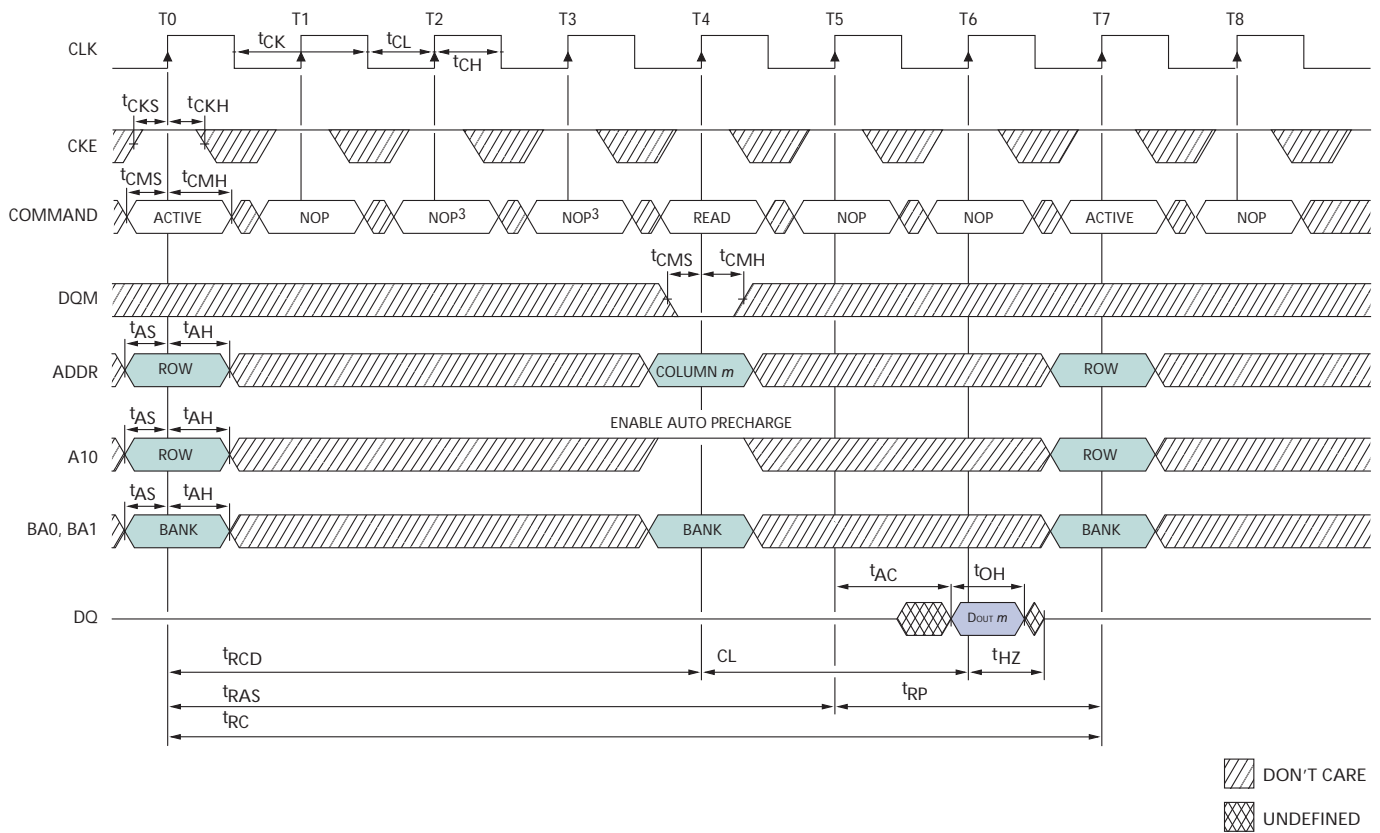 T0 T1 T2 T3 T4 T5 T6 T7 T8
CLK
tCK tCL
tCH
tCKS tCKH
CKE
tCMS tCMH
COMMAND ACTIVE NOP NOP3 NOP3 READ NOP NOP ACTIVE NOP
tCMS tCMH
DQM
tAS tAH
ADDR ROW COLUMN m ROW
tAS tAH ENABLE AUTO PRECHARGE
A10 ROW ROW
tAS tAH
BA0, BA1 BANK BANK BANK
tAC tOH
DQ DOUT m
tRCD CL tHZ
tRAS tRP
tRC
DON'T CARE
UNDEFINED